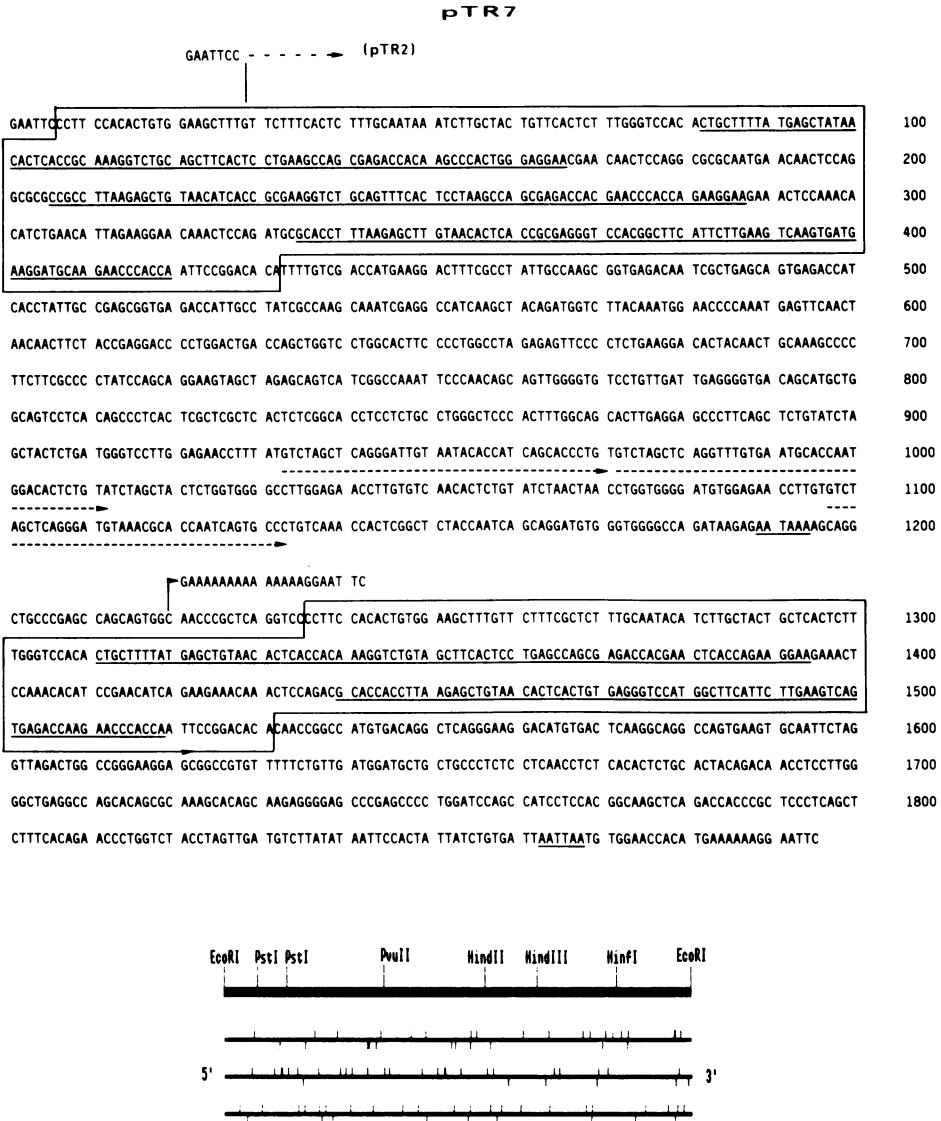 pTR7
GAATTCC (pTR2)
GAATTCCCTT CCACACTGTG GAAGCTTTGT TCTTTCACTC TTTGCAATAA ATCTTGCTAC TGTTCACTCT TTGGGTCCAC ACTGCTTTTA TGAGCTATAA 100
CACTCACCGC AAAGGTCTGC AGCTTCACTC CTGAAGCCAG CGAGACCACA AGCCCACTGG GAGGAACGAA CAACTCCAGG CGCGCAATGA ACAACTCCAG 200
GCGCGCCGCC TTAAGAGCTG TAACATCACC GCGAAGGTCT GCAGTTTCAC TCCTAAGCCA GCGAGACCAC GAACCCACCA GAAGGAAGAA ACTCCAAACA 300
CATCTGAACA TTAGAAGGAA CAAACTCCAG ATGCGCACCT TTAAGAGCTT GTAACACTCA CCGCGAGGGT CCACGGCTTC ATTCTTGAAG TCAAGTGATG 400
AAGGATGCAA GAACCCACCA ATTCCGGACA CATTTTGTCG ACCATGAAGG ACTTTCGCCT ATTGCCAAGC GGTGAGACAA TCGCTGAGCA GTGAGACCAT 500
CACCTATTGC CGAGCGGTGA GACCATTGCC TATCGCCAAG CAAATCGAGG CCATCAAGCT ACAGATGGTC TTACAAATGG AACCCCAAAT GAGTTCAACT 600
AACAACTTCT ACCGAGGACC CCTGGACTGA CCAGCTGGTC CTGGCACTTC CCCTGGCCTA GAGAGTTCCC CTCTGAAGGA CACTACAACT GCAAAGCCCC 700
TTCTTCGCCC CTATCCAGCA GGAAGTAGCT AGAGCAGTCA TCGGCCAAAT TCCCAACAGC AGTTGGGGTG TCCTGTTGAT TGAGGGGTGA CAGCATGCTG 800
GCAGTCCTCA CAGCCCTCAC TCGCTCGCTC ACTCTCGGCA CCTCCTCTGC CTGGGCTCCC ACTTTGGCAG CACTTGAGGA GCCCTTCAGC TCTGTATCTA 900
GCTACTCTGA TGGGTCCTTG GAGAACCTTT ATGTCTAGCT CAGGGATTGT AATACACCAT CAGCACCCTG TGTCTAGCTC AGGTTTGTGA ATGCACCAAT 1000
GGACACTCTG TATCTAGCTA CTCTGGTGGG GCCTTGGAGA ACCTTGTGTC AACACTCTGT ATCTAACTAA CCTGGTGGGG ATGTGGAGAA CCTTGTGTCT 1100
AGCTCAGGGA TGTAAACGCA CCAATCAGTG CCCTGTCAAA CCACTCGGCT CTACCAATCA GCAGGATGTG GGTGGGGCCA GATAAGAGAA TAAAAGCAGG 1200
GAAAAAAAAA AAAAAGGAAT TC
CTGCCCGAGC CAGCAGTGGC AACCCGCTCA GGTCCCCTTC CACACTGTGG AAGCTTTGTT CTTTCGCTCT TTGCAATACA TCTTGCTACT GCTCACTCTT 1300
TGGGTCCACA CTGCTTTTAT GAGCTGTAAC ACTCACCACA AAGGTCTGTA GCTTCACTCC TGAGCCAGCG AGACCACGAA CTCACCAGAA GGAAGAAACT 1400
CCAAACACAT CCGAACATCA GAAGAAACAA ACTCCAGACG CACCACCTTA AGAGCTGTAA CACTCACTGT GAGGGTCCAT GGCTTCATTC TTGAAGTCAG 1500
TGAGACCAAG AACCCACCAA TTCCGGACAC ACAACCGGCC ATGTGACAGG CTCAGGGAAG GACATGTGAC TCAAGGCAGG CCAGTGAAGT GCAATTCTAG 1600
GTTAGACTGG CCGGGAAGGA GCGGCCGTGT TTTTCTGTTG ATGGATGCTG CTGCCCTCTC CTCAACCTCT CACACTCTGC ACTACAGACA ACCTCCTTGG 1700
GGCTGAGGCC AGCACAGCGC AAAGCACAGC AAGAGGGGAG CCCGAGCCCC TGGATCCAGC CATCCTCCAC GGCAAGCTCA GACCACCCGC TCCCTCAGCT 1800
CTTTCACAGA ACCCTGGTCT ACCTAGTTGA TGTCTTATAT AATTCCACTA TTATCTGTGA TTAATTAATG TGGAACCACA TGAAAAAAGG AATTC
EcoRI PstI PstI PvuII HindII HindIII HinfI EcoRI
5' 3'